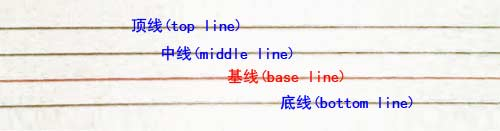 顶线(top line)
中线(middle line)
基线(base line)
底线(bottom line)